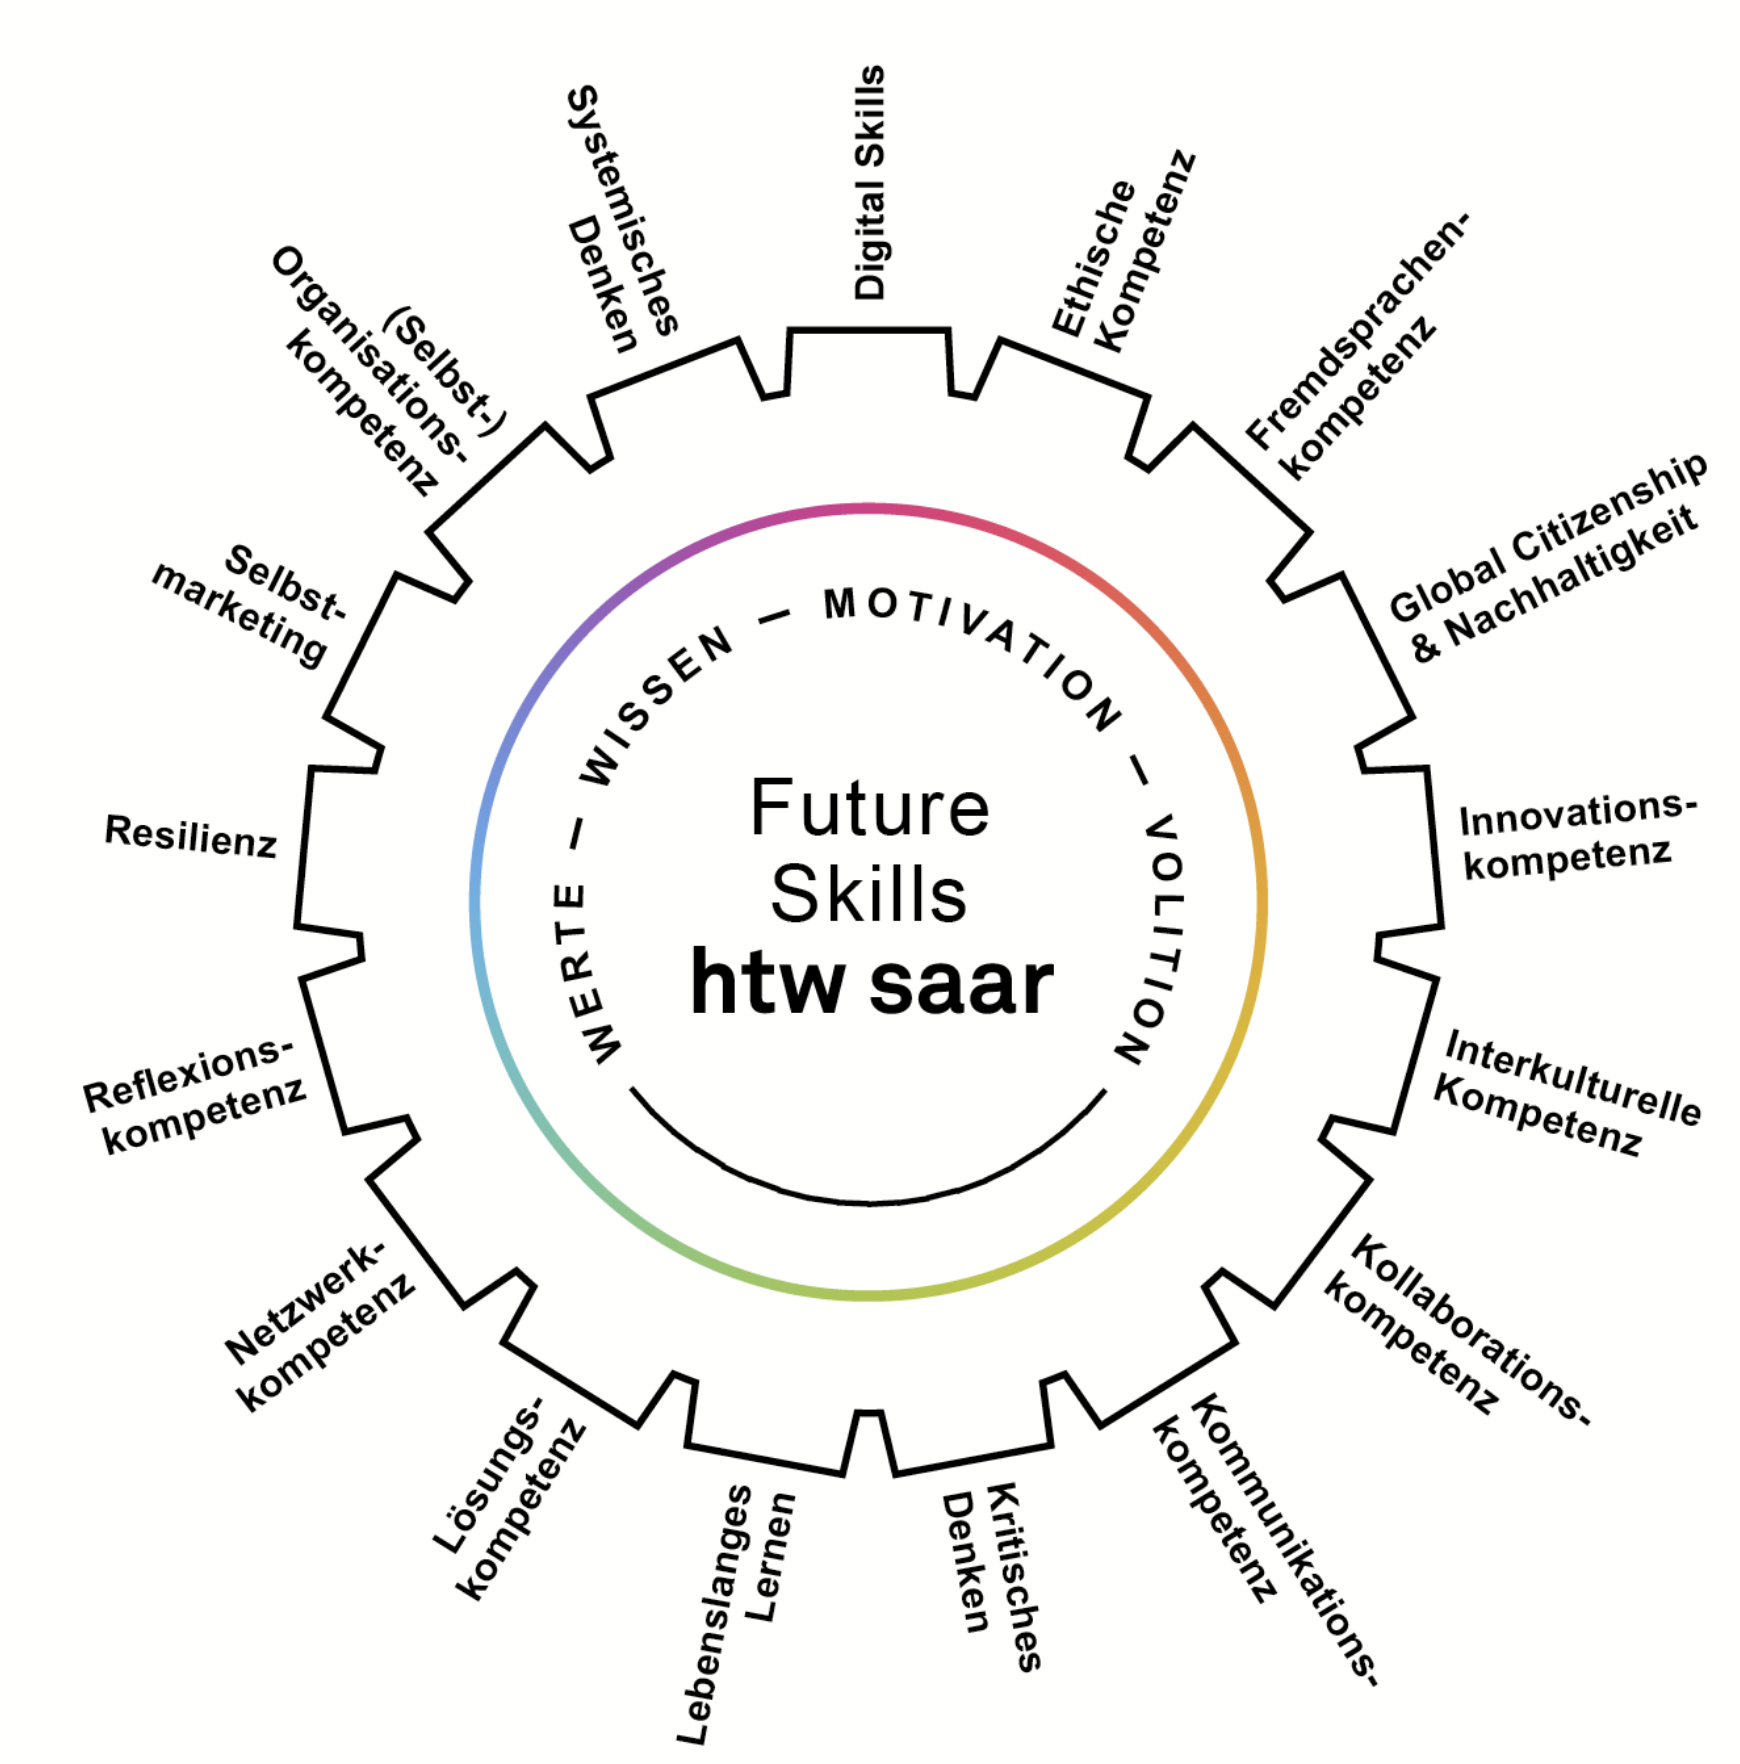 Digital Skills
Ethische
Kompetenz
Fremdsprachen-
kompetenz
Global Citizenship
& Nachhaltigkeit
Innovations-
kompetenz
Interkulturelle
Kompetenz
Kollaborations-
kompetenz
Kommunikations-
kompetenz
Kritisches
Denken
Lebenslanges
Lernen
Lösungs-
kompetenz
Netzwerk-
kompetenz
Reflexions-
kompetenz
Resilienz
Selbst-
marketing
(Selbst-)
Organisations-
kompetenz
Systemisches
Denken
WERTE – WISSEN – MOTIVATION – VOLITION
Future
Skills
htw saar